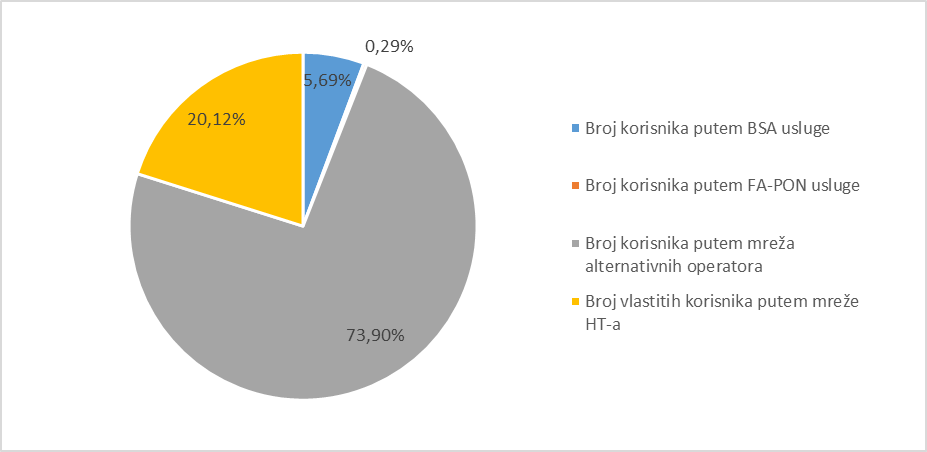 0,29%
5,69%
20,12%
73,90%
Broj korisnika putem BSA usluge
Broj korisnika putem FA-PON usluge
Broj korisnika putem mreža
alternativnih operatora
Broj vlastitih korisnika putem mreže
HT-a